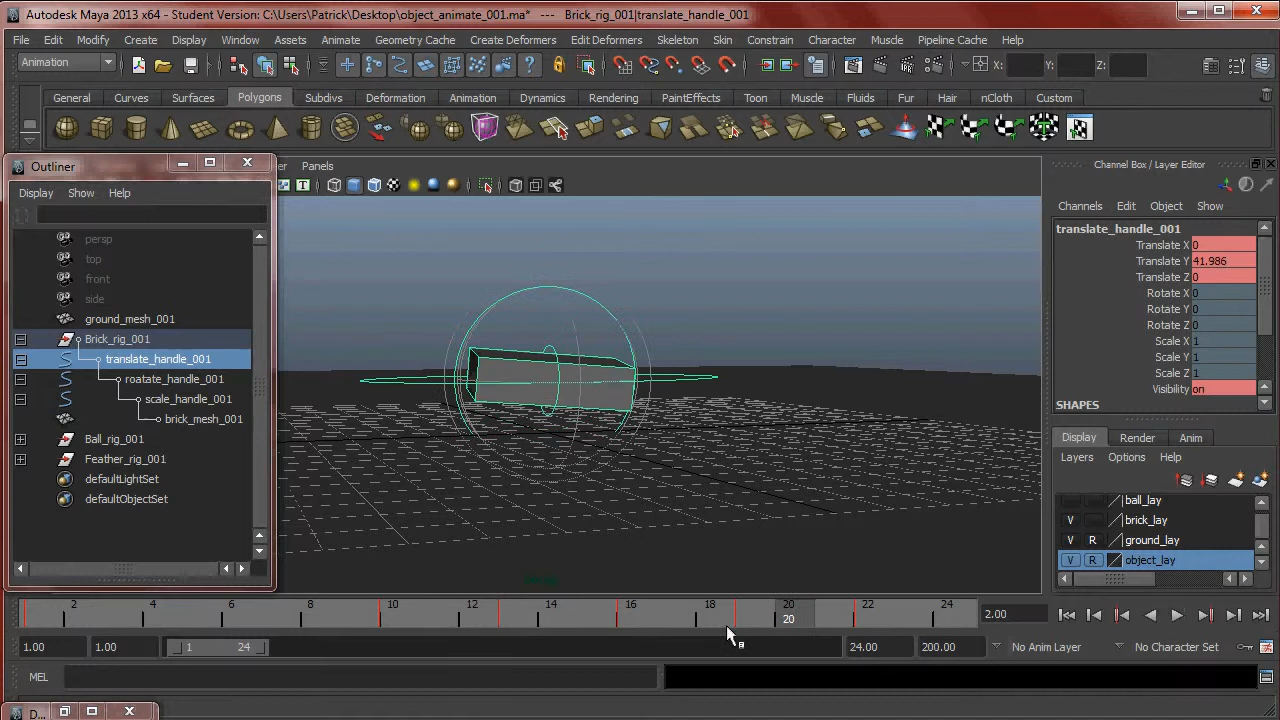 Autodesk Maya 2013 x64 - Student Version: C:\Users\Patrick\Desktop\object_animate_001.ma* --- Brick_rig_001|translate_handle_001
File Edit Modify Create Display Window Assets Animate Geometry Cache Create Deformers Edit Deformers Skeleton Constrain Character Muscle Pipeline Cache Help
Animation X: Y: Z:
General Curves Surfaces Polygons Subdivs Deformation Animation Dynamics Rendering PaintEffects Toon Muscle Fluids Fur Hair nCloth Custom
Outliner
Display Show Help
persp
top
front
side
ground_mesh_001
Brick_rig_001
translate_handle_001
roatate_handle_001
scale_handle_001
brick_mesh_001
Ball_rig_001
Feather_rig_001
defaultLightSet
defaultObjectSet
Panels
Channel Box / Layer Editor
Channels Edit Object Show
translate_handle_001
Translate X 0
Translate Y 41.986
Translate Z 0
Rotate X 0
Rotate Y 0
Rotate Z 0
Scale X 1
Scale Y 1
Scale Z 1
Visibility on
SHAPES
Display Render Anim
Layers Options Help
ball_lay
V brick_lay
V R ground_lay
V R object_lay
2 4 6 8 10 12 14 16 18 20 22 24
20
2.00
1.00 1.00 1 24 24.00 200.00 No Anim Layer No Character Set
MEL
D...